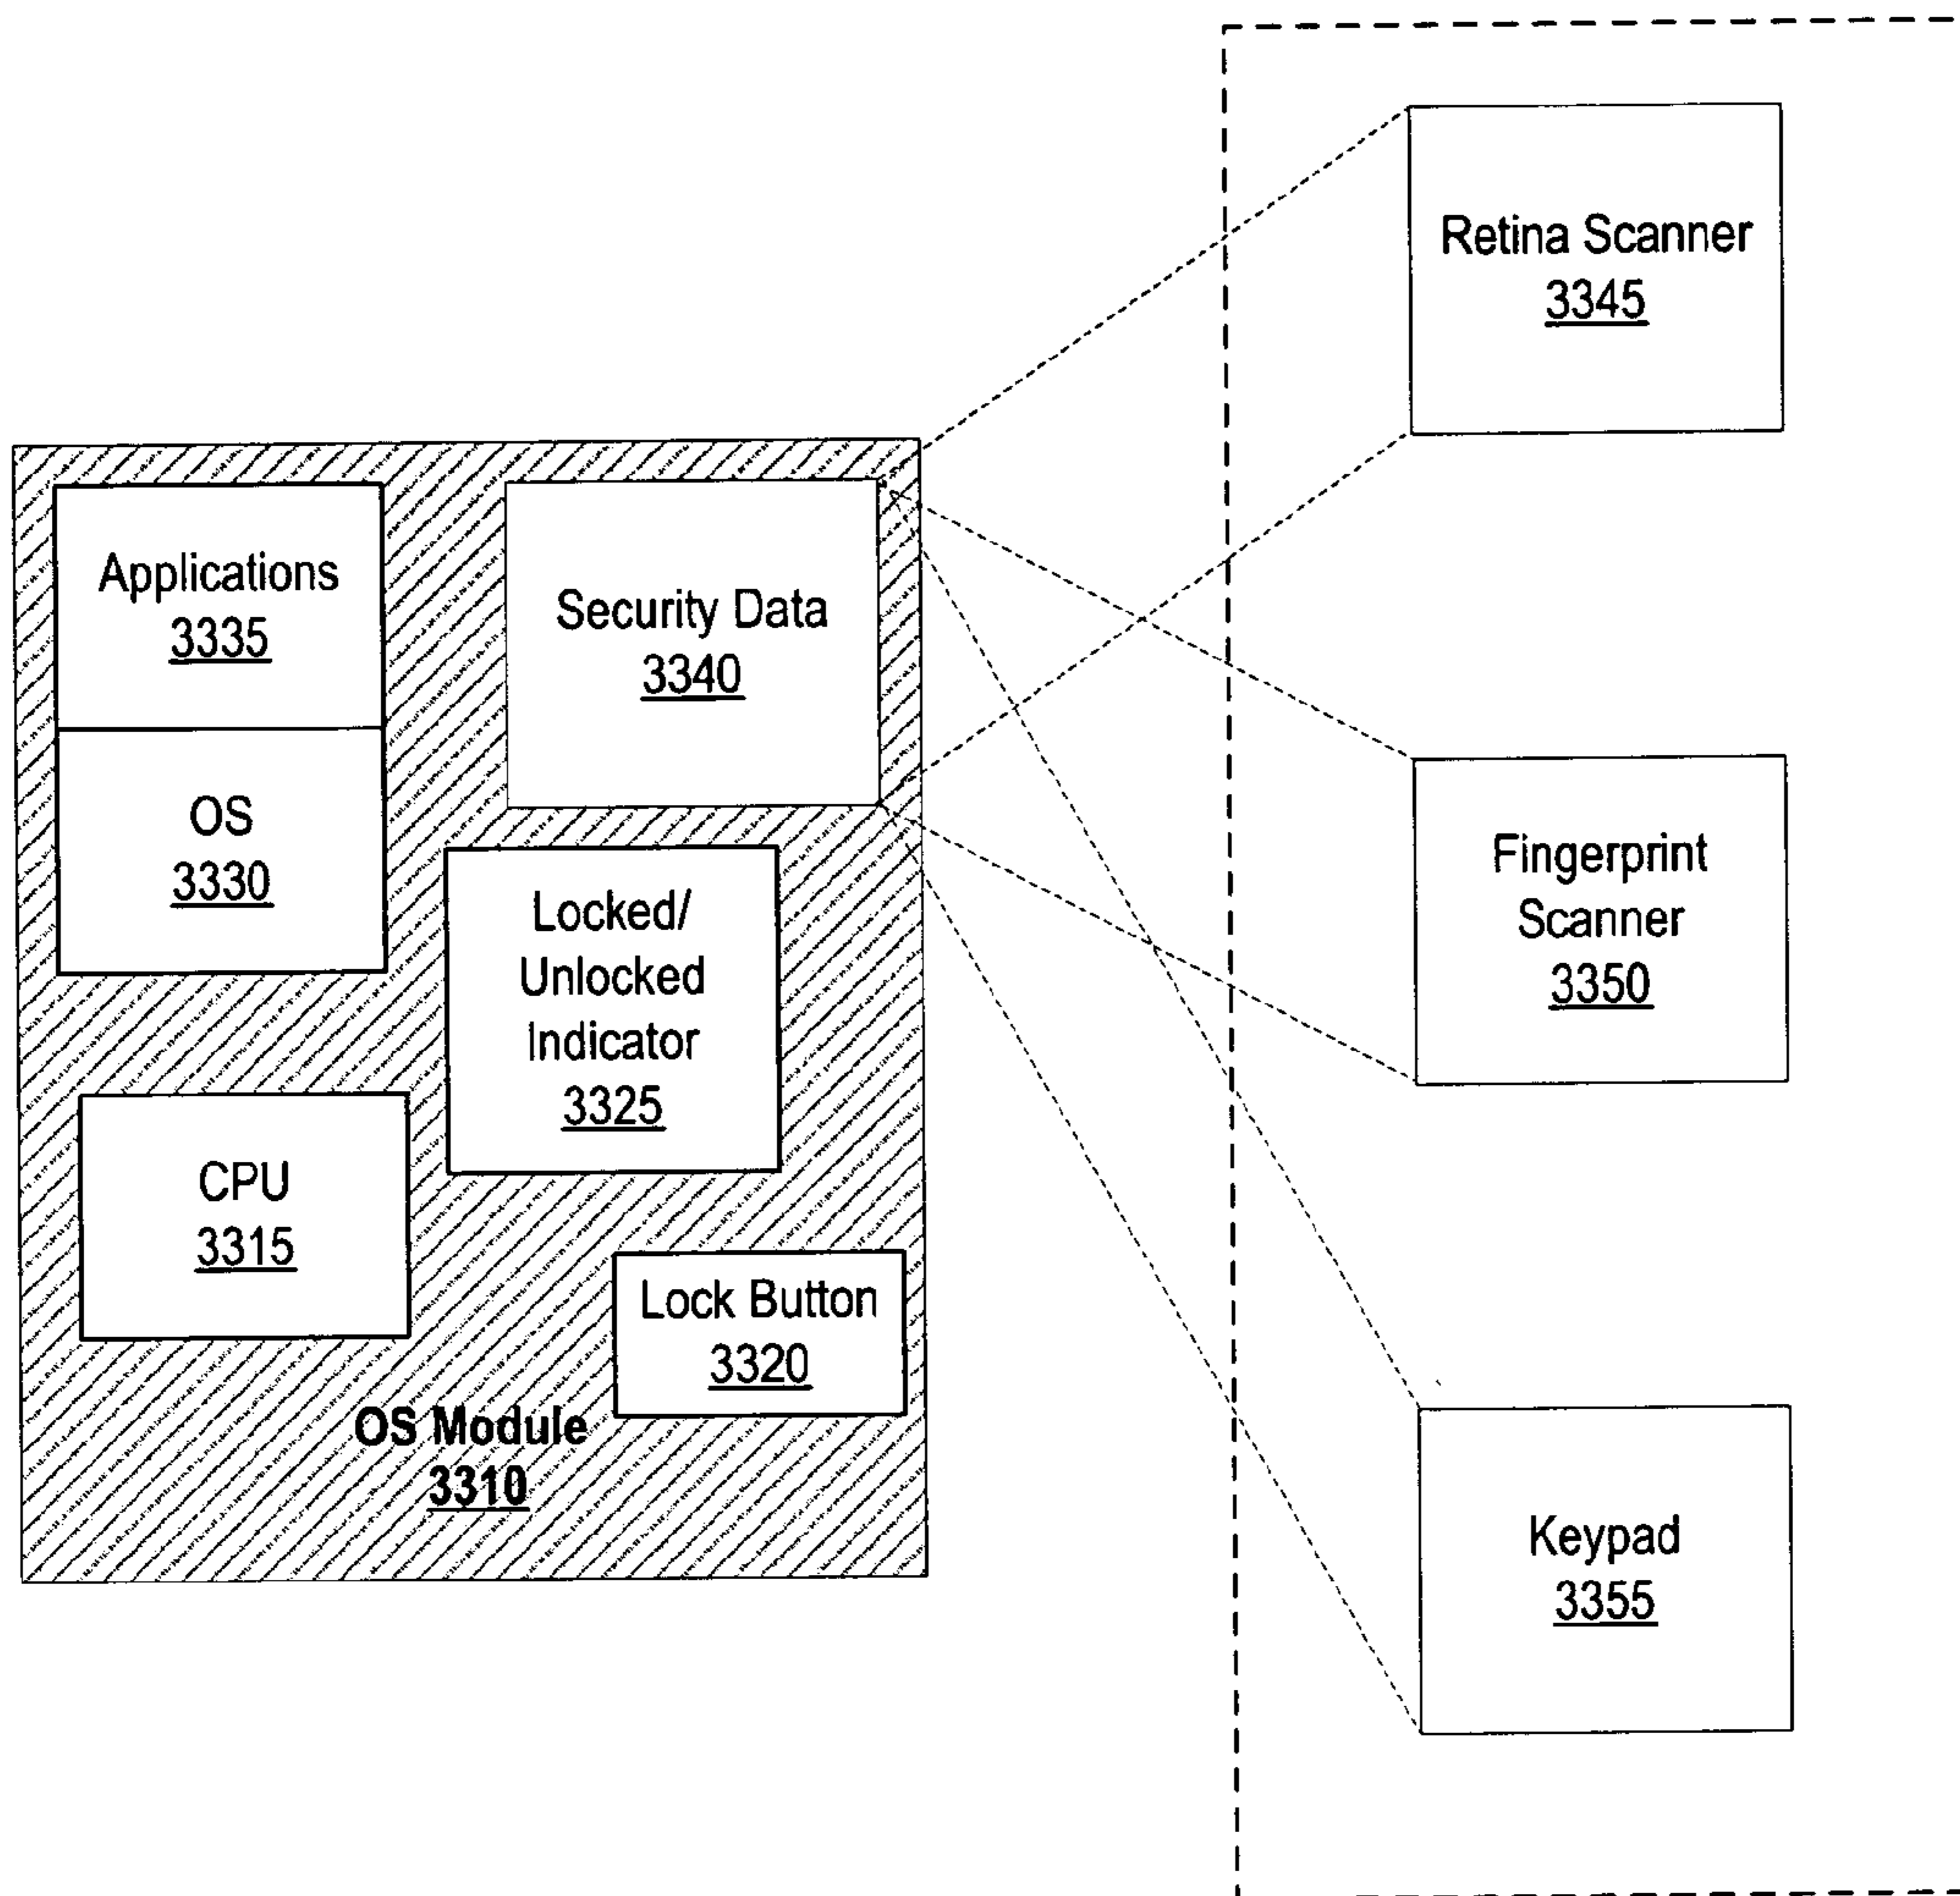 Applications
3335
OS
3330
Security Data
3340
Locked/
Unlocked
Indicator
3325
CPU
3315
Lock Button
3320
OS Module
3310
Retina Scanner
3345
Fingerprint
Scanner
3350
Keypad
3355